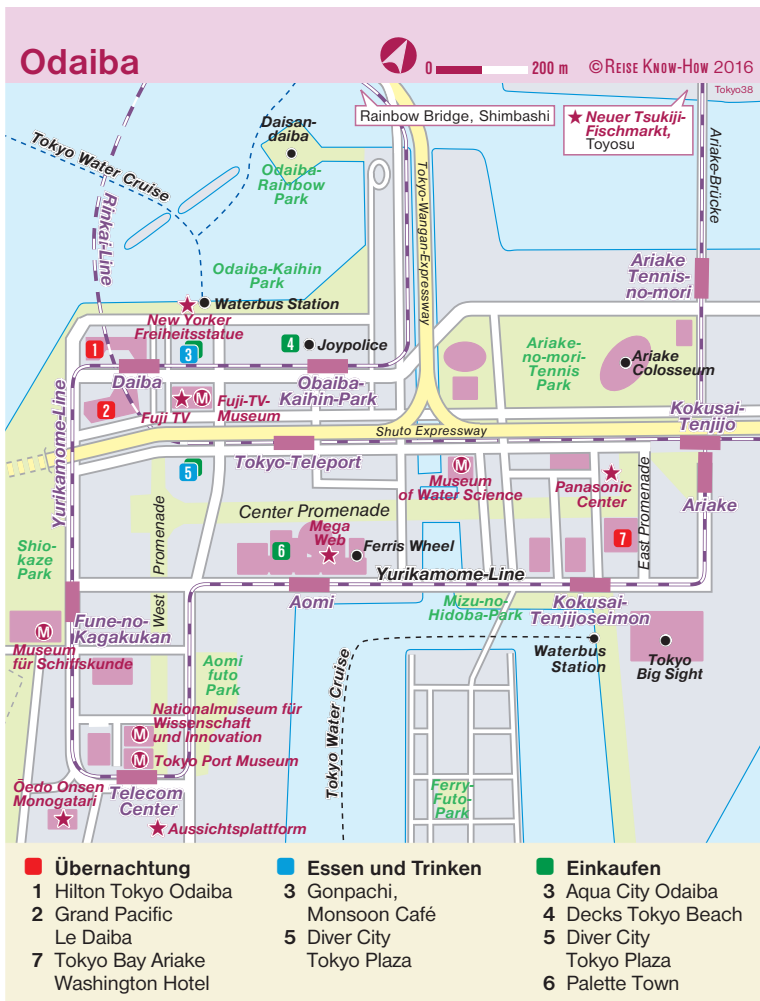 Odaiba
0 200 m
©REISE KNOW-HOW 2016
Tokyo38
Rainbow Bridge, Shimbashi
Neuer Tsukiji-
Fischmarkt,
Toyosu
Daisan-
daiba
Odaiba-
Rainbow
Park
Tokyo Water Cruise
Rinkai-Line
Tokyo-Wangan-Expressway
Ariake-Brücke
Odaiba-Kaihin
Park
Waterbus Station
New Yorker
Freiheitsstatue
Ariake
Tennis-
no-mori
1
3
4
Joypolice
Daiba
Obaiba-
Kaihin-Park
Ariake-
no-mori-
Tennis
Park
Ariake
Colosseum
2
Fuji TV
M
Fuji-TV-
Museum
Yurikamome-Line
Shuto Expressway
Kokusai-
Tenjijo
Tokyo-Teleport
5
M
Museum
of Water Science
Panasonic
Center
Ariake
West Promenade
Center Promenade
East Promenade
Mega
Web
6
Ferris Wheel
7
Shio-
kaze
Park
Yurikamome-Line
Aomi
Mizu-no-
Hidoba-Park
Kokusai-
Tenjijoseimon
Fune-no-
Kagakukan
M
Museum
für Schiffskunde
Waterbus
Station
Tokyo
Big Sight
Aomi
futo
Park
Tokyo Water Cruise
Nationalmuseum für
Wissenschaft
und Innovation
M
M
Tokyo Port Museum
Telecom
Center
Ōedo Onsen
Monogatari
Aussichtsplattform
Ferry-
Futo-
Park
Übernachtung
1 Hilton Tokyo Odaiba
2 Grand Pacific
Le Daiba
7 Tokyo Bay Ariake
Washington Hotel
Essen und Trinken
3 Gonpachi,
Monsoon Café
5 Diver City
Tokyo Plaza
Einkaufen
3 Aqua City Odaiba
4 Decks Tokyo Beach
5 Diver City
Tokyo Plaza
6 Palette Town